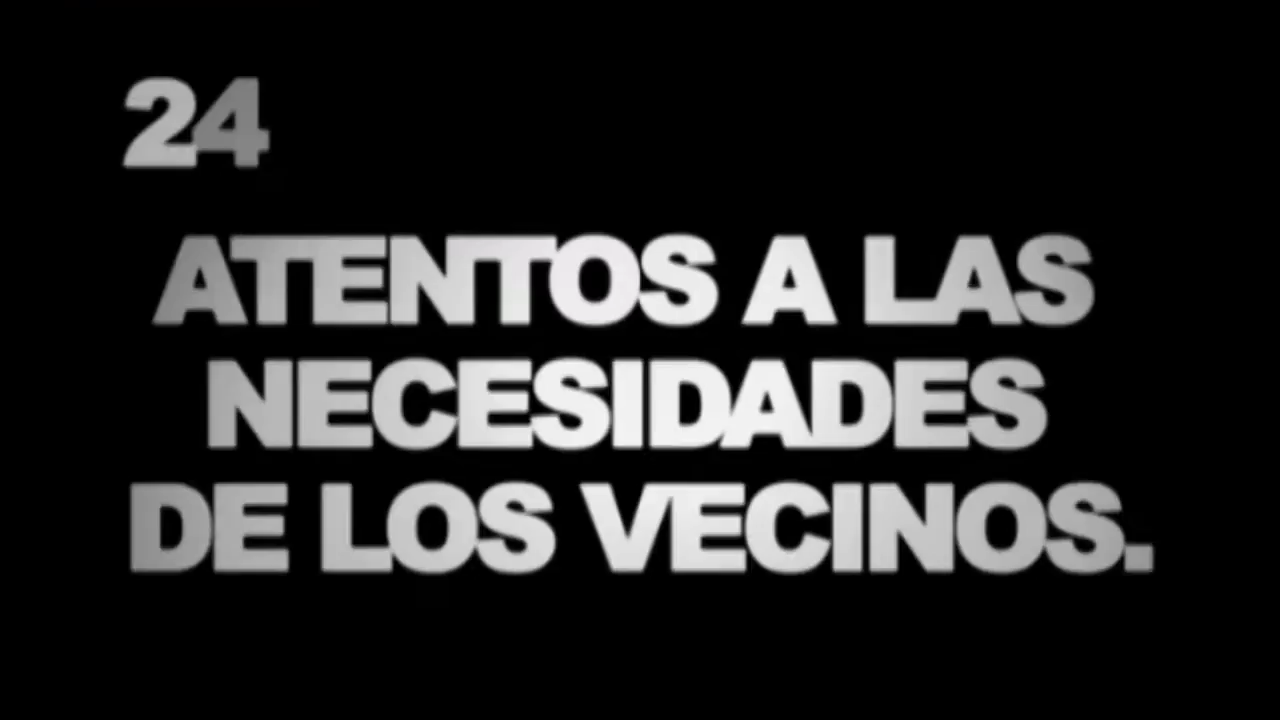 24
ATENTOS A LAS
NECESIDADES
DE LOS VECINOS.